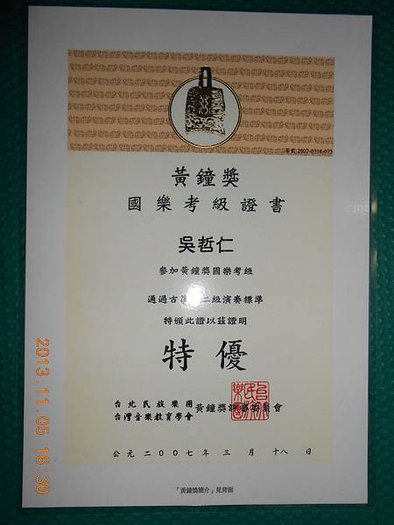 黃鐘獎
國樂考級證書
吳哲仁
參加黃鐘獎國樂考級
通過古 二級演奏標準
特頒此證以茲證明
特優
台北民族樂團
台灣音樂教育學會
黃鐘獎評審委員會
公元二００七年三月十八日
「黃鐘獎簡介」見背面
2013.11.05 16:30